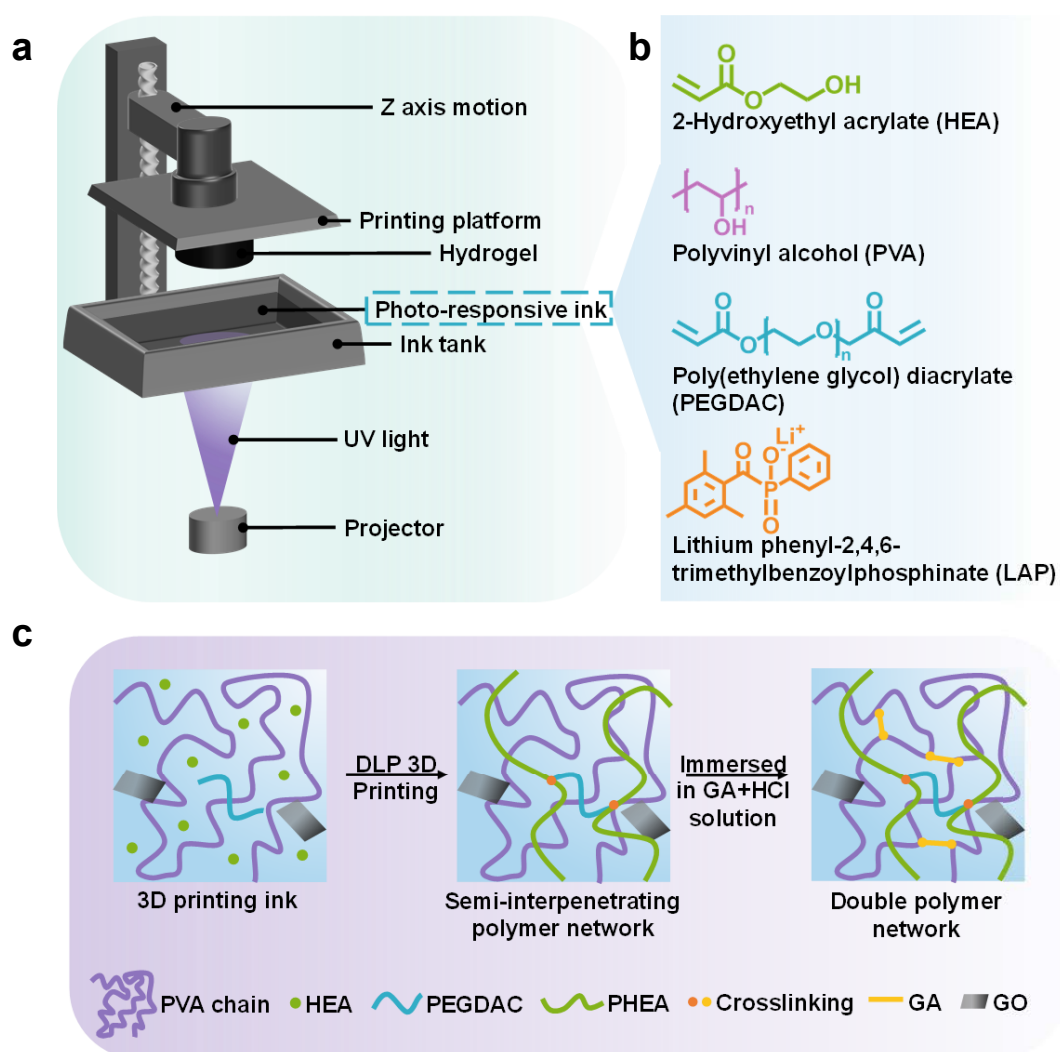 a
Z axis motion
Printing platform
Hydrogel
Photo-responsive ink
Ink tank
UV light
Projector
b
O
O
OH
2-Hydroxyethyl acrylate (HEA)
n
OH
Polyvinyl alcohol (PVA)
O
O
O
O
n
Poly(ethylene glycol) diacrylate
(PEGDAC)
Li+
O
O-
P
O
Lithium phenyl-2,4,6-
trimethylbenzoylphosphinate (LAP)
c
DLP 3D
Printing
Immersed
in GA+HCl
solution
3D printing ink
Semi-interpenetrating
polymer network
Double polymer
network
PVA chain
HEA
PEGDAC
PHEA
Crosslinking
GA
GO